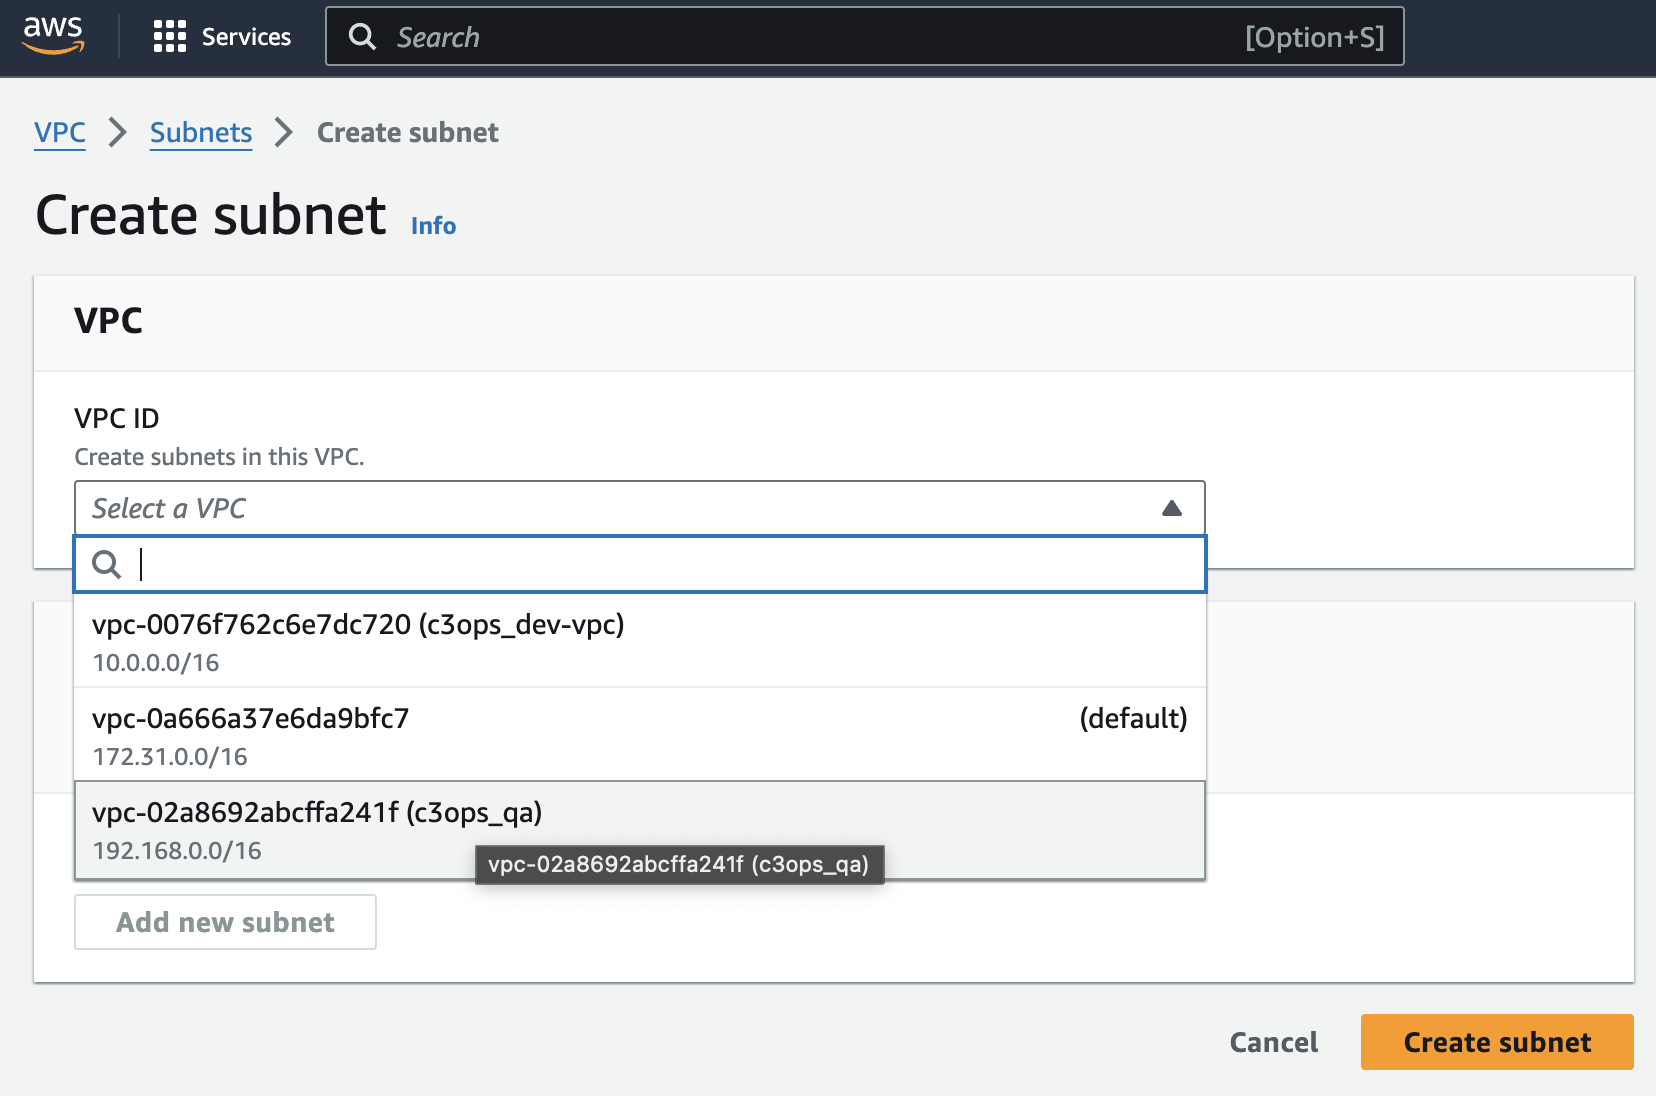 aws Services Search [Option+S]
VPC Subnets Create subnet
Create subnet Info
VPC
VPC ID
Create subnets in this VPC.
Select a VPC
vpc-0076f762c6e7dc720 (c3ops_dev-vpc)
10.0.0.0/16
vpc-0a666a37e6da9bfc7 (default)
172.31.0.0/16
vpc-02a8692abcffa241f (c3ops_qa)
192.168.0.0/16
vpc-02a8692abcffa241f (c3ops_qa)
Add new subnet
Cancel Create subnet